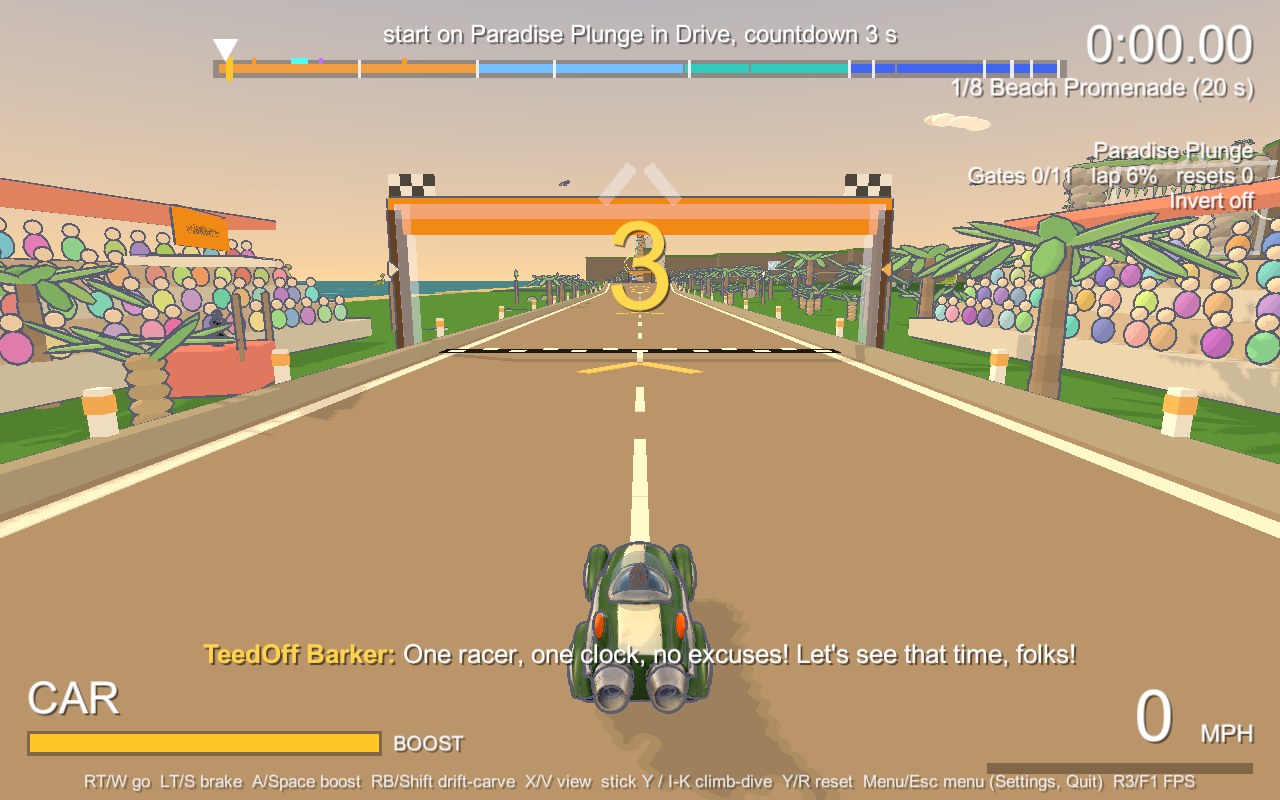 start on Paradise Plunge in Drive, countdown 3 s
0:00.00
1/8 Beach Promenade (20 s)
Paradise Plunge
Gates 0/11 lap 6% resets 0
Invert off
3
TeedOff Barker: One racer, one clock, no excuses! Let's see that time, folks!
CAR
BOOST
0 MPH
RT/W go LT/S brake A/Space boost RB/Shift drift-carve X/V view stick Y / I-K climb-dive Y/R reset Menu/Esc menu (Settings, Quit) R3/F1 FPS